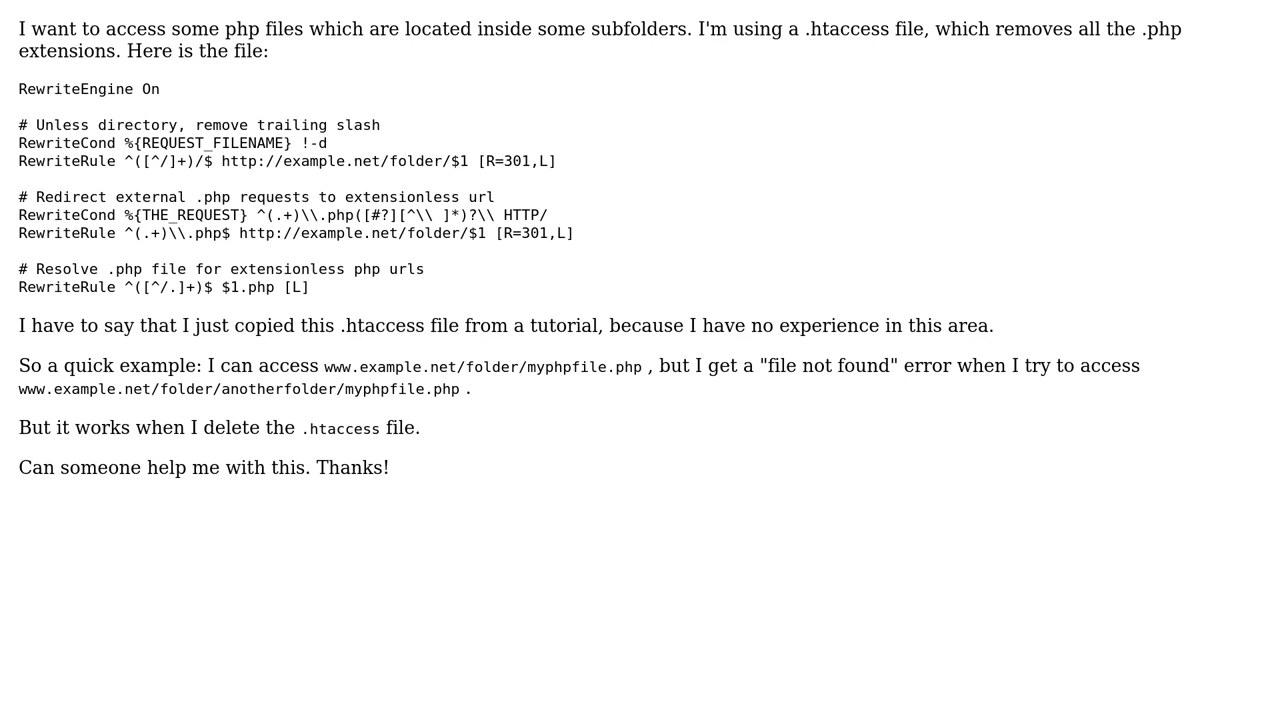 I want to access some php files which are located inside some subfolders. I'm using a .htaccess file, which removes all the .php
extensions. Here is the file:
RewriteEngine On
# Unless directory, remove trailing slash
RewriteCond %{REQUEST_FILENAME} !-d
RewriteRule ^([^/]+)/$ http://example.net/folder/$1 [R=301,L]
# Redirect external .php requests to extensionless url
RewriteCond %{THE_REQUEST} ^(.+)\\.php([#?][^\\ ]*)?\\ HTTP/
RewriteRule ^(.+)\\.php$ http://example.net/folder/$1 [R=301,L]
# Resolve .php file for extensionless php urls
RewriteRule ^([^/.]+)$ $1.php [L]
I have to say that I just copied this .htaccess file from a tutorial, because I have no experience in this area.
So a quick example: I can access www.example.net/folder/myphpfile.php , but I get a "file not found" error when I try to access
www.example.net/folder/anotherfolder/myphpfile.php .
But it works when I delete the .htaccess file.
Can someone help me with this. Thanks!